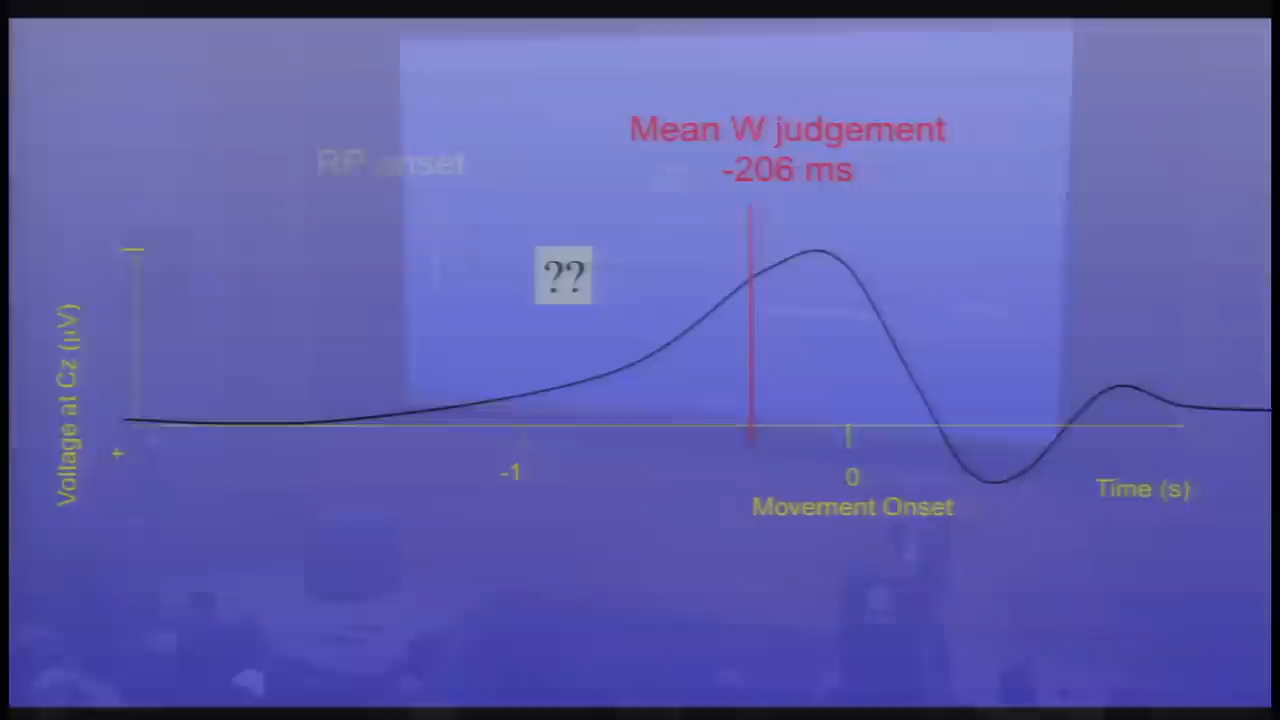 Mean W judgement
-206 ms
RP onset
??
Voltage at Cz (µV)
+
-1
0
Movement Onset
Time (s)